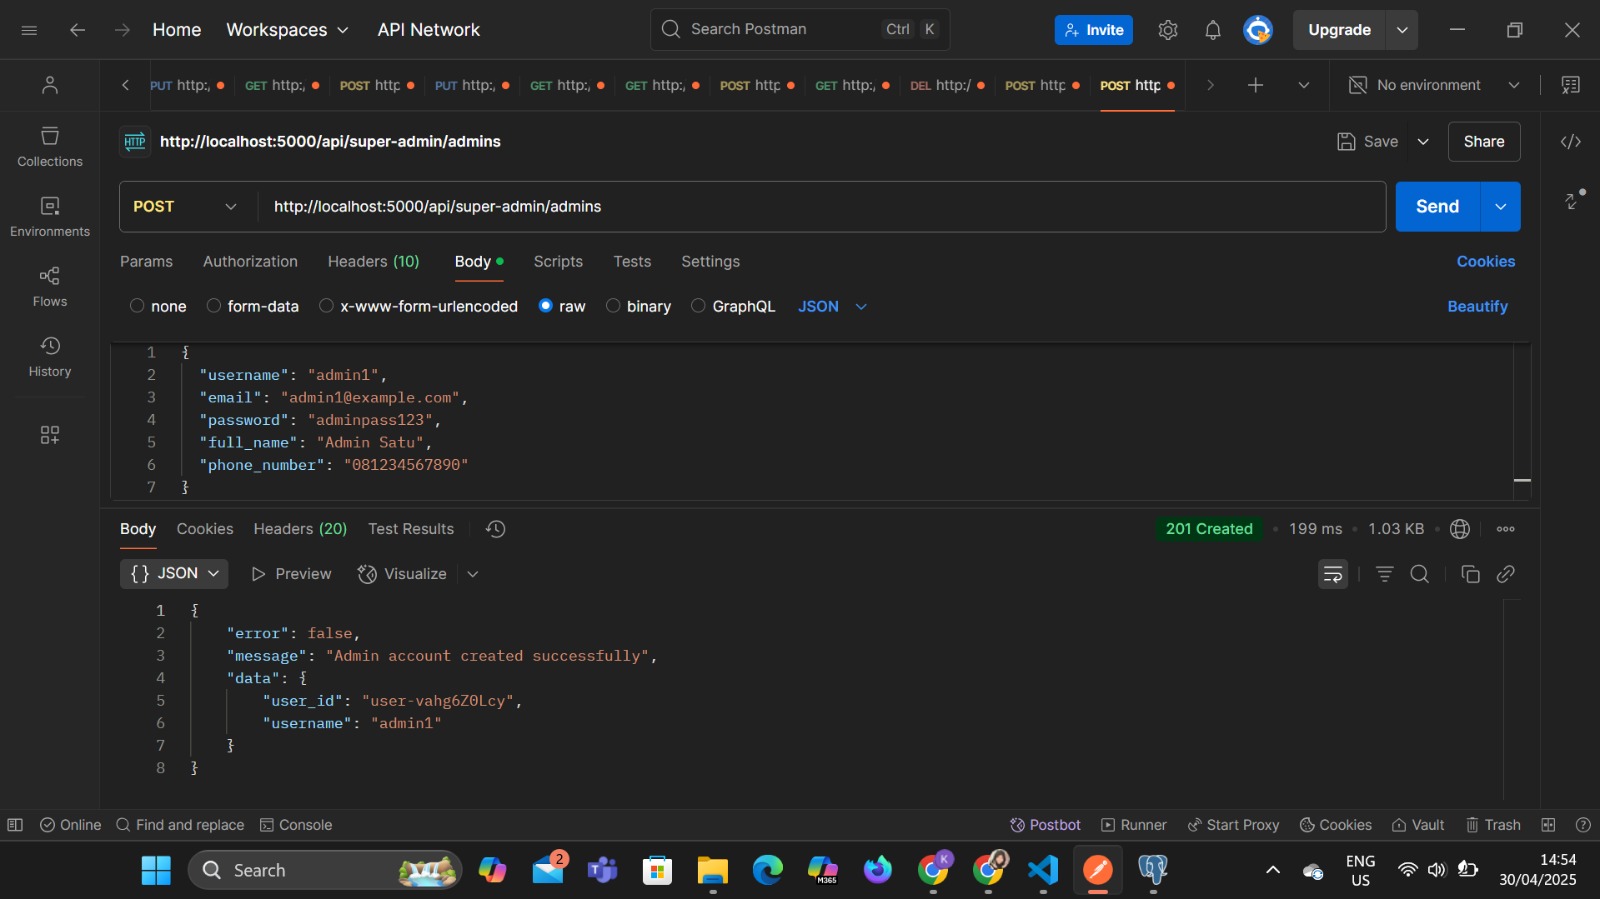 Home Workspaces API Network Search Postman Ctrl K Invite Upgrade
PUT http:, GET http:, POST http PUT http:, GET http:, GET http:, POST http GET http:, DEL http:/ POST http POST http No environment
HTTP http://localhost:5000/api/super-admin/admins Save Share
Collections
POST http://localhost:5000/api/super-admin/admins Send
Environments
Params Authorization Headers (10) Body Scripts Tests Settings Cookies
none form-data x-www-form-urlencoded raw binary GraphQL JSON Beautify
Flows
History
1 {
2 "username": "admin1",
3 "email": "admin1@example.com",
4 "password": "adminpass123",
5 "full_name": "Admin Satu",
6 "phone_number": "081234567890"
7 }
Body Cookies Headers (20) Test Results 201 Created 199 ms 1.03 KB
{} JSON Preview Visualize
1 {
2 "error": false,
3 "message": "Admin account created successfully",
4 "data": {
5 "user_id": "user-vahg6Z0Lcy",
6 "username": "admin1"
7 }
8 }
Online Find and replace Console Postbot Runner Start Proxy Cookies Vault Trash
Search 2 M365 K ENG US 14:54 30/04/2025